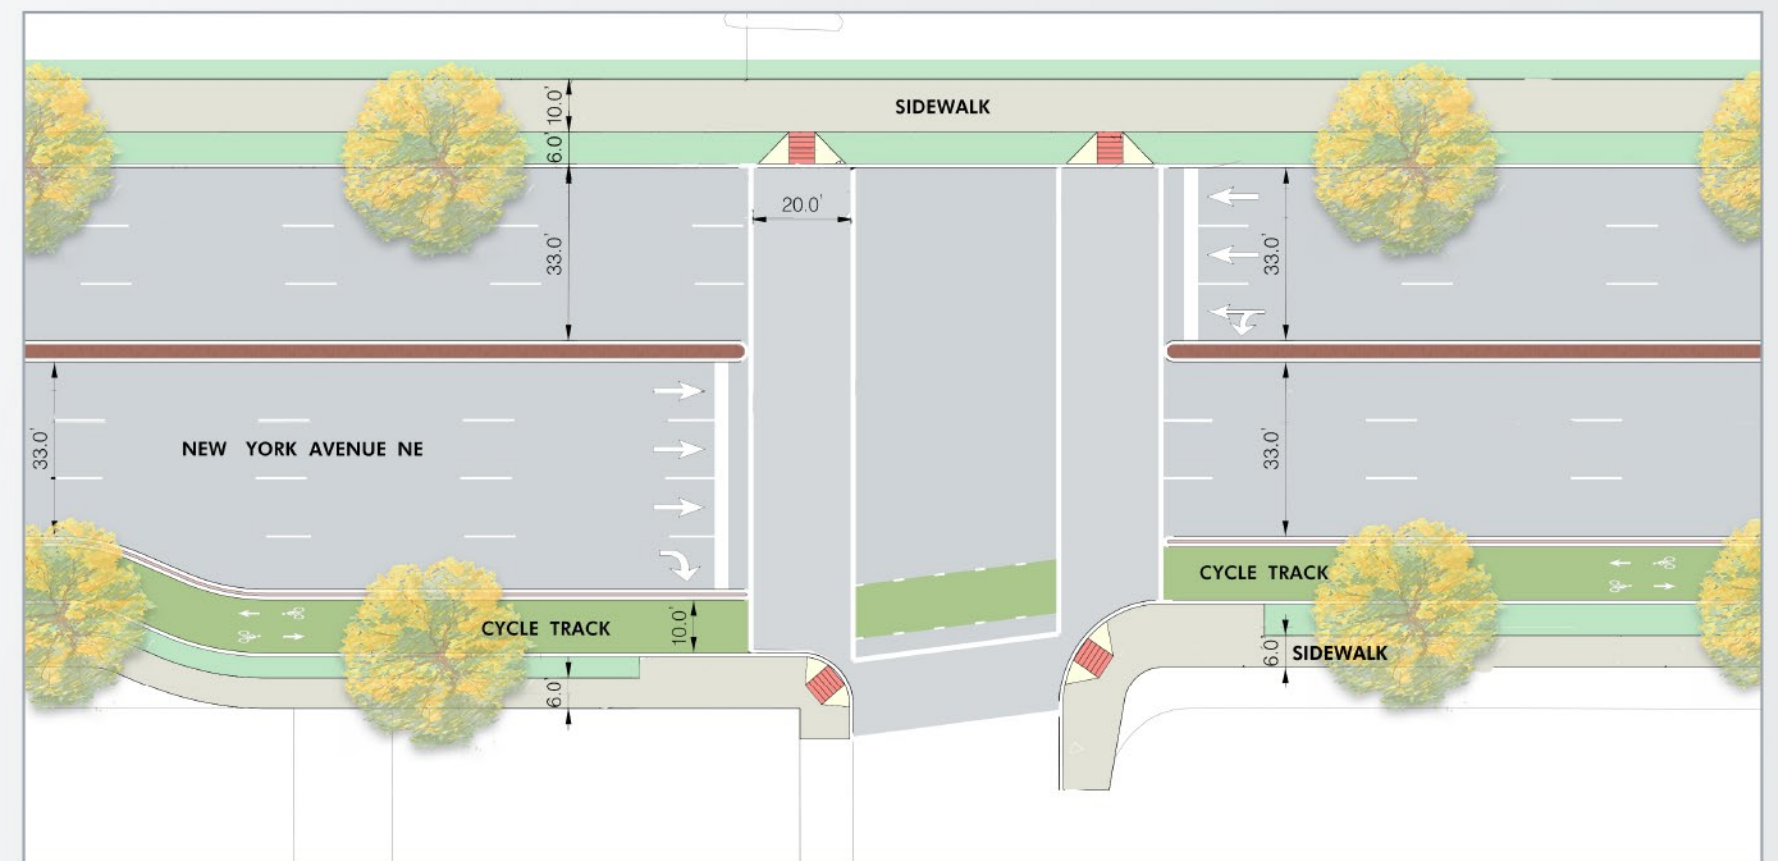 SIDEWALK
10.0'
6.0'
20.0'
33.0'
33.0'
NEW YORK AVENUE NE
33.0'
33.0'
CYCLE TRACK
CYCLE TRACK
10.0'
6.0'
SIDEWALK
6.0'